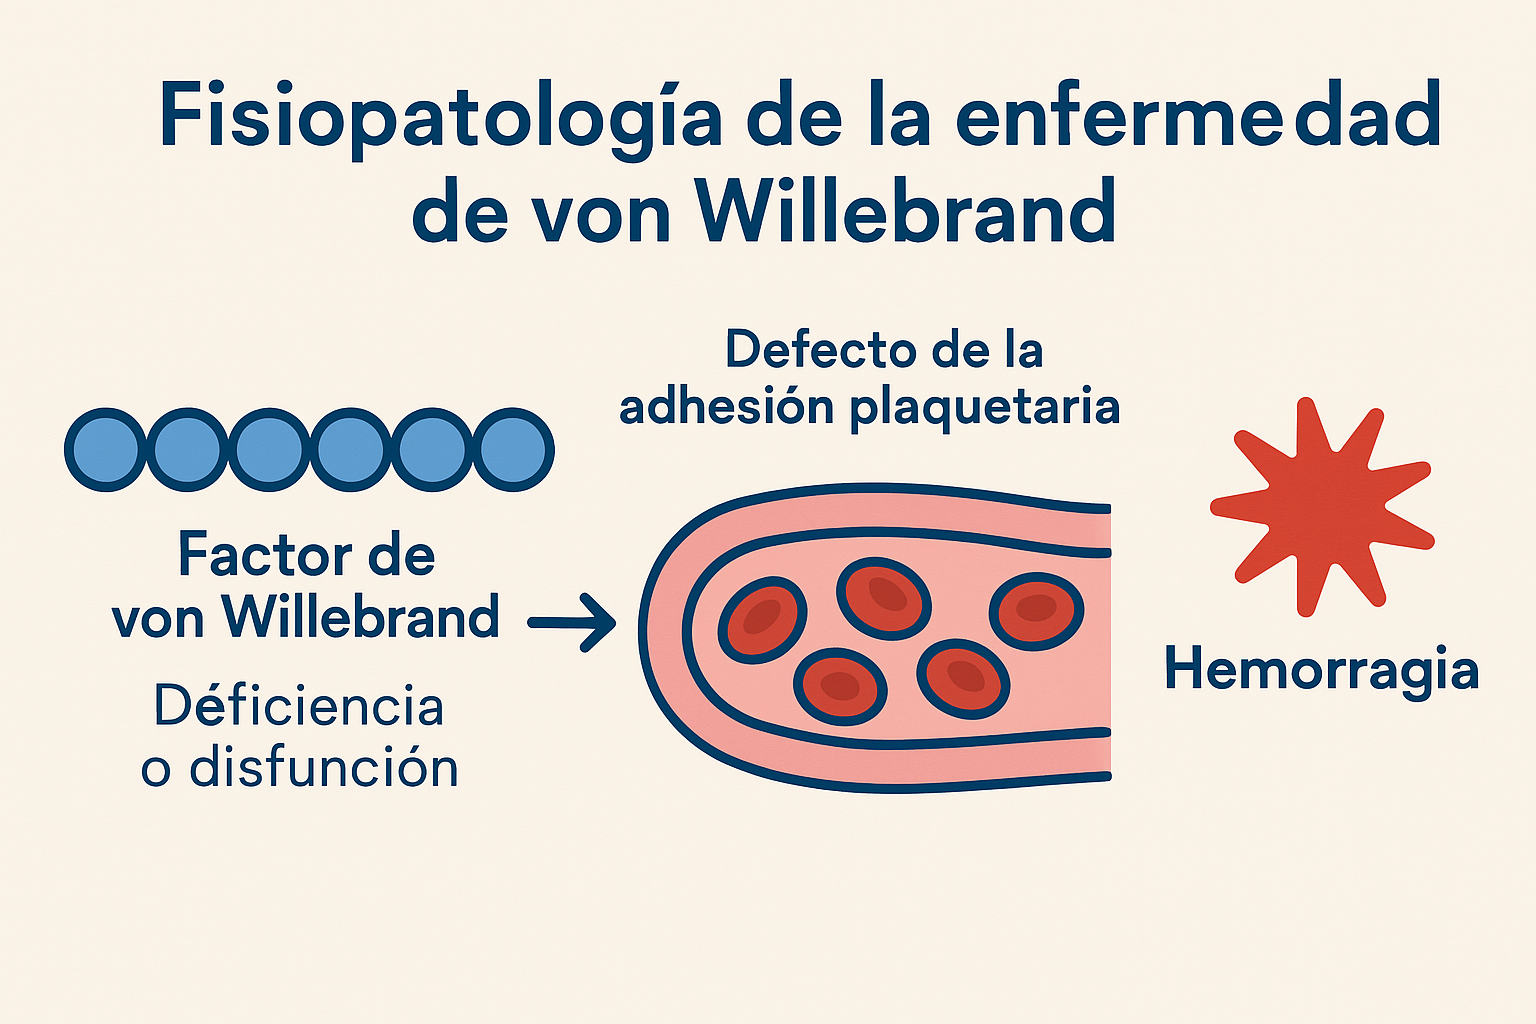 Fisiopatología de la enfermedad
de von Willebrand
Defecto de la
adhesión plaquetaria
Factor de
von Willebrand
Déficiencia
o disfunción
Hemorragia